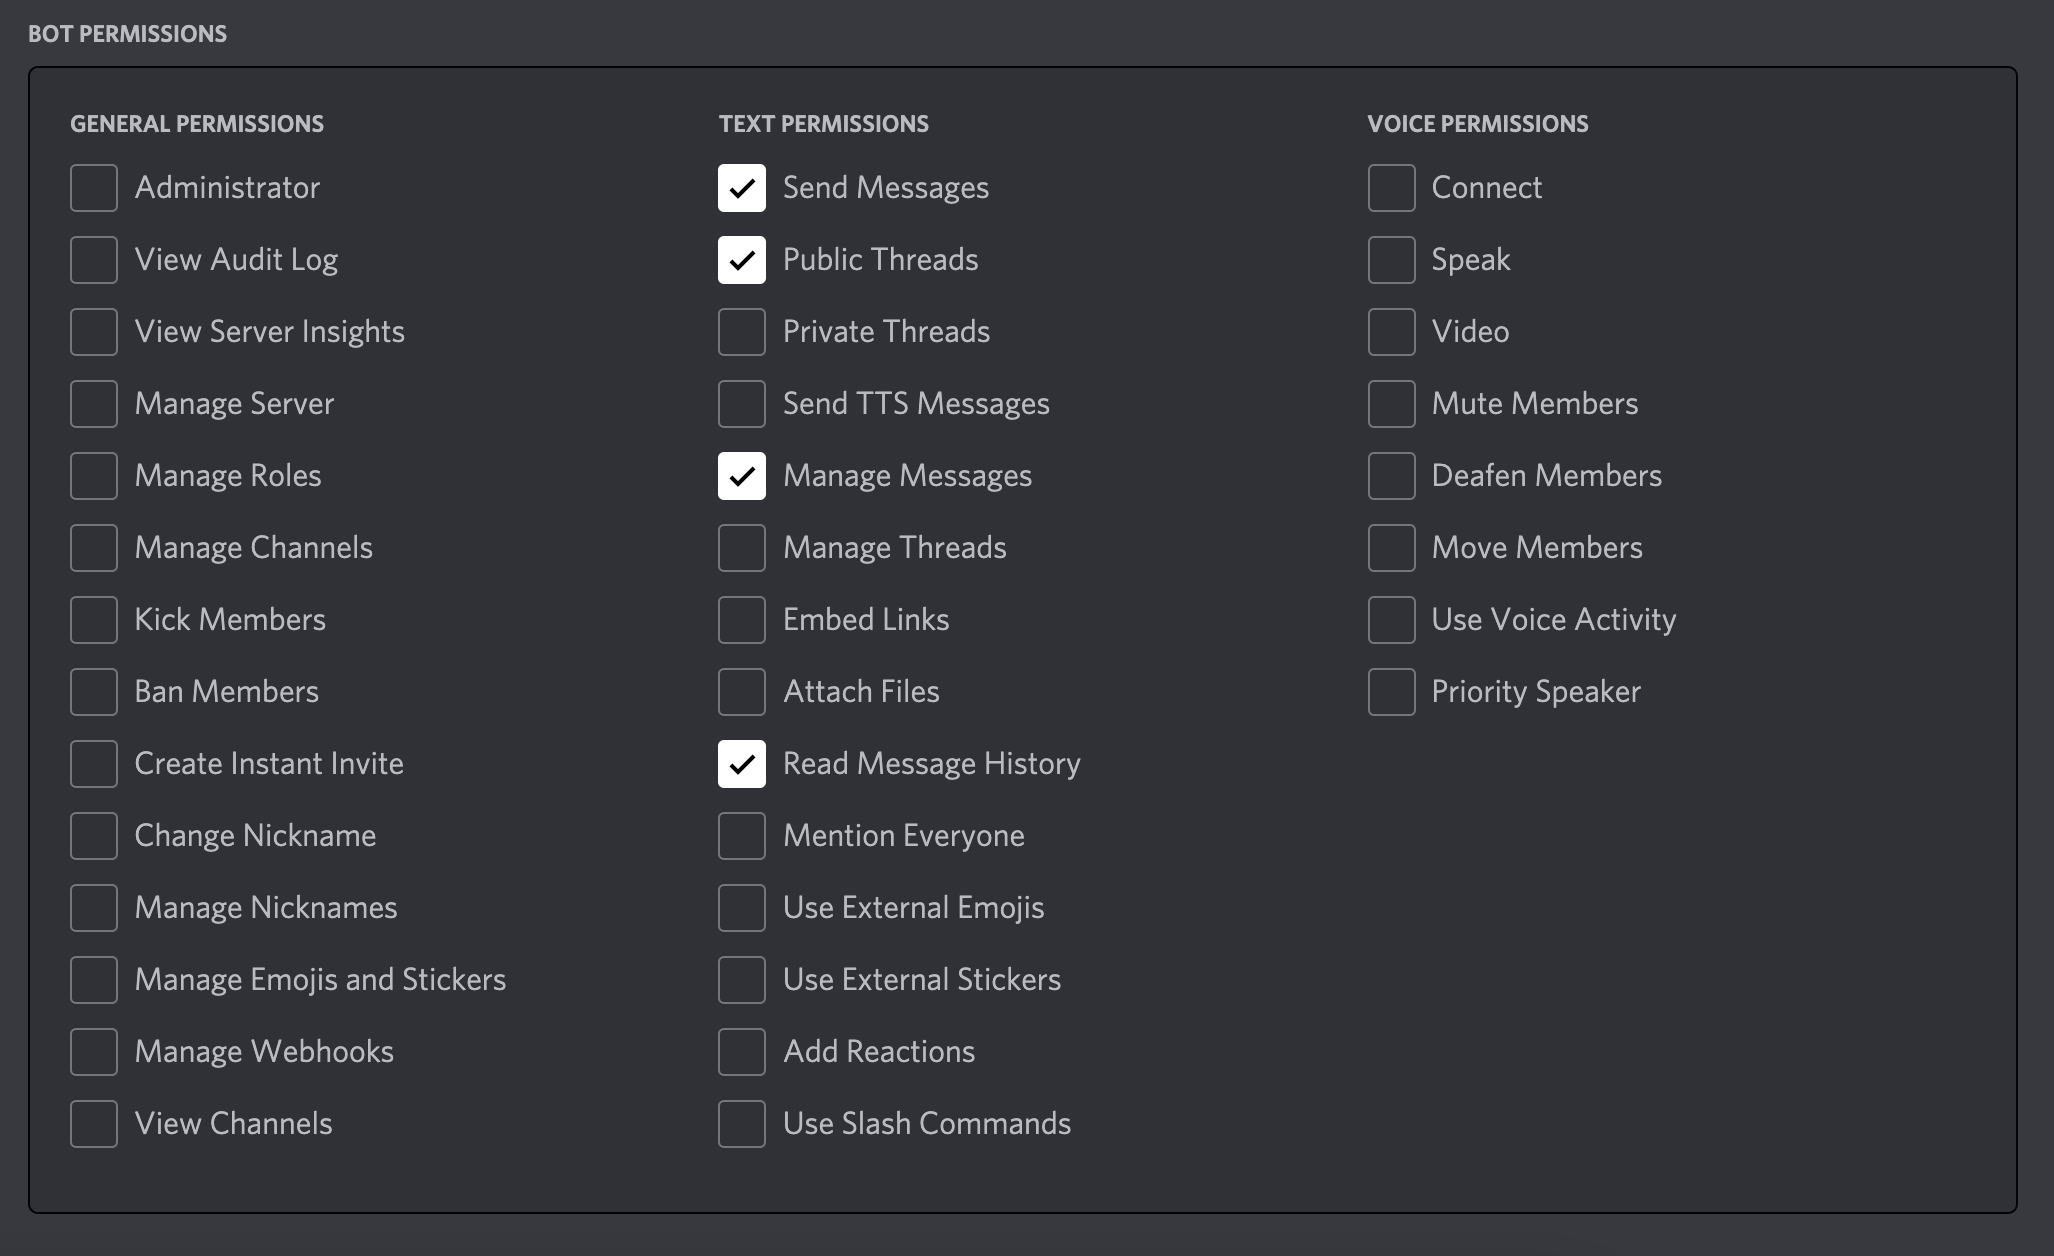 BOT PERMISSIONS
GENERAL PERMISSIONS
Administrator
View Audit Log
View Server Insights
Manage Server
Manage Roles
Manage Channels
Kick Members
Ban Members
Create Instant Invite
Change Nickname
Manage Nicknames
Manage Emojis and Stickers
Manage Webhooks
View Channels
TEXT PERMISSIONS
Send Messages
Public Threads
Private Threads
Send TTS Messages
Manage Messages
Manage Threads
Embed Links
Attach Files
Read Message History
Mention Everyone
Use External Emojis
Use External Stickers
Add Reactions
Use Slash Commands
VOICE PERMISSIONS
Connect
Speak
Video
Mute Members
Deafen Members
Move Members
Use Voice Activity
Priority Speaker